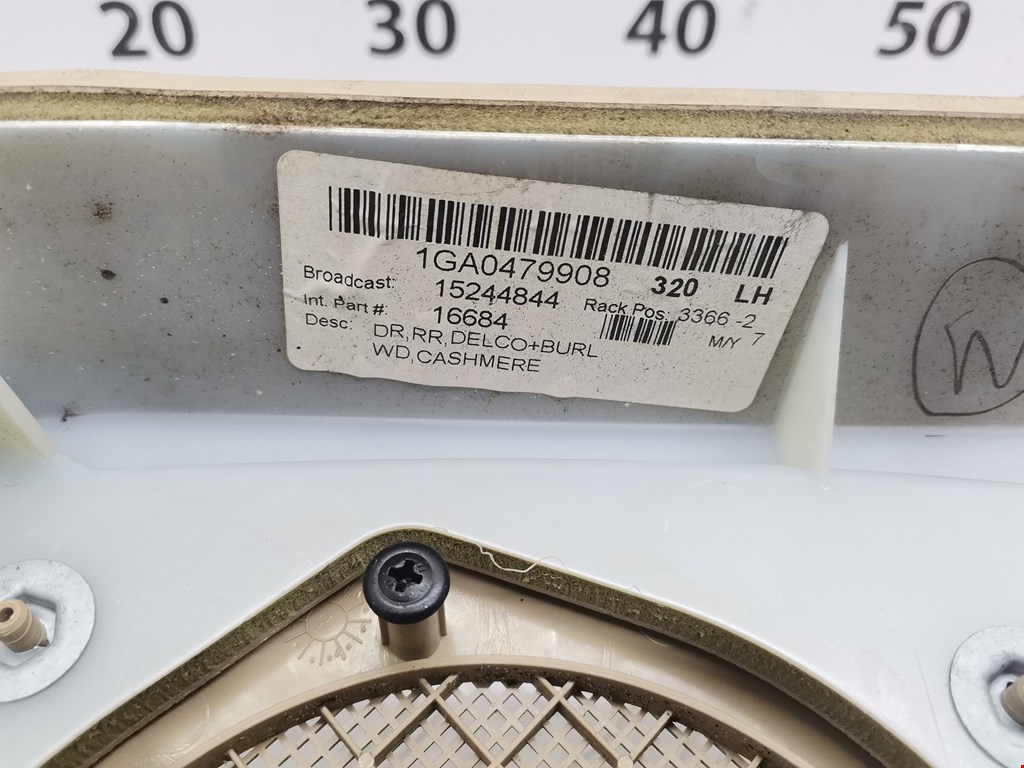 20 30 40 50
1GA0479908 320 LH
Broadcast: 15244844 Rack Pos. 3366 -2
Int. Part #: 16684 M/Y 7
Desc: DR,RR,DELCO+BURL
WD,CASHMERE